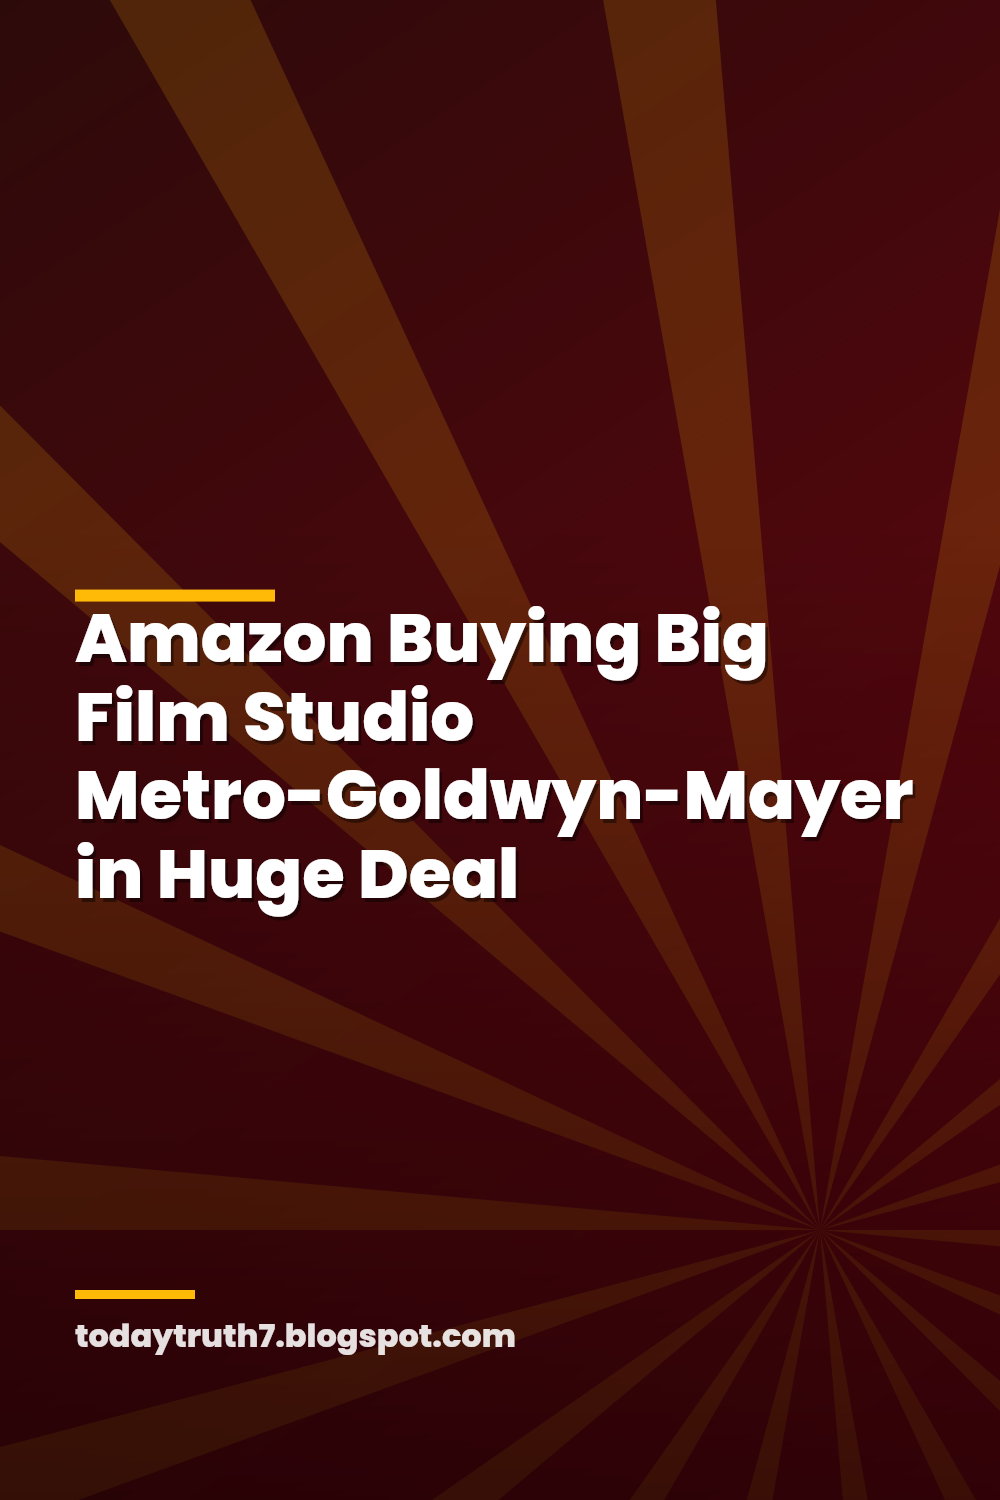 Amazon Buying Big
Film Studio
Metro-Goldwyn-Mayer
in Huge Deal
todaytruth7.blogspot.com